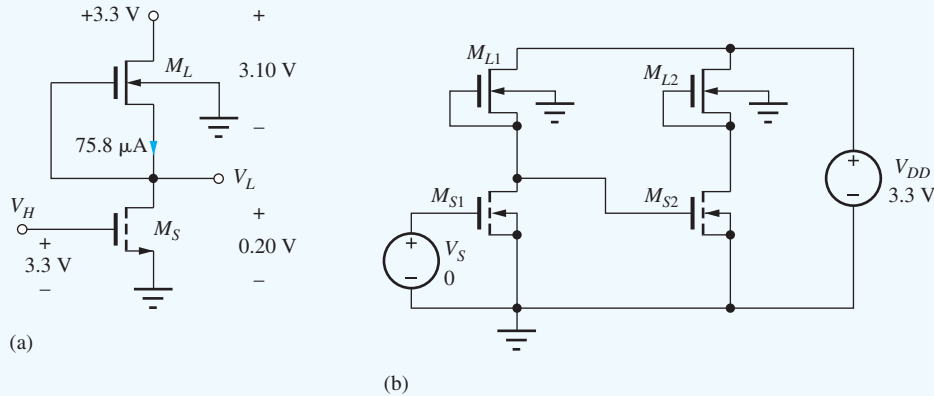 +3.3 V
+
M_L
3.10 V
–
75.8 µA
V_L
V_H
+
3.3 V
–
M_S
+
0.20 V
–
(a)
M_L1
M_L2
M_S1
M_S2
+
V_S
–
0
+
V_DD
–
3.3 V
(b)